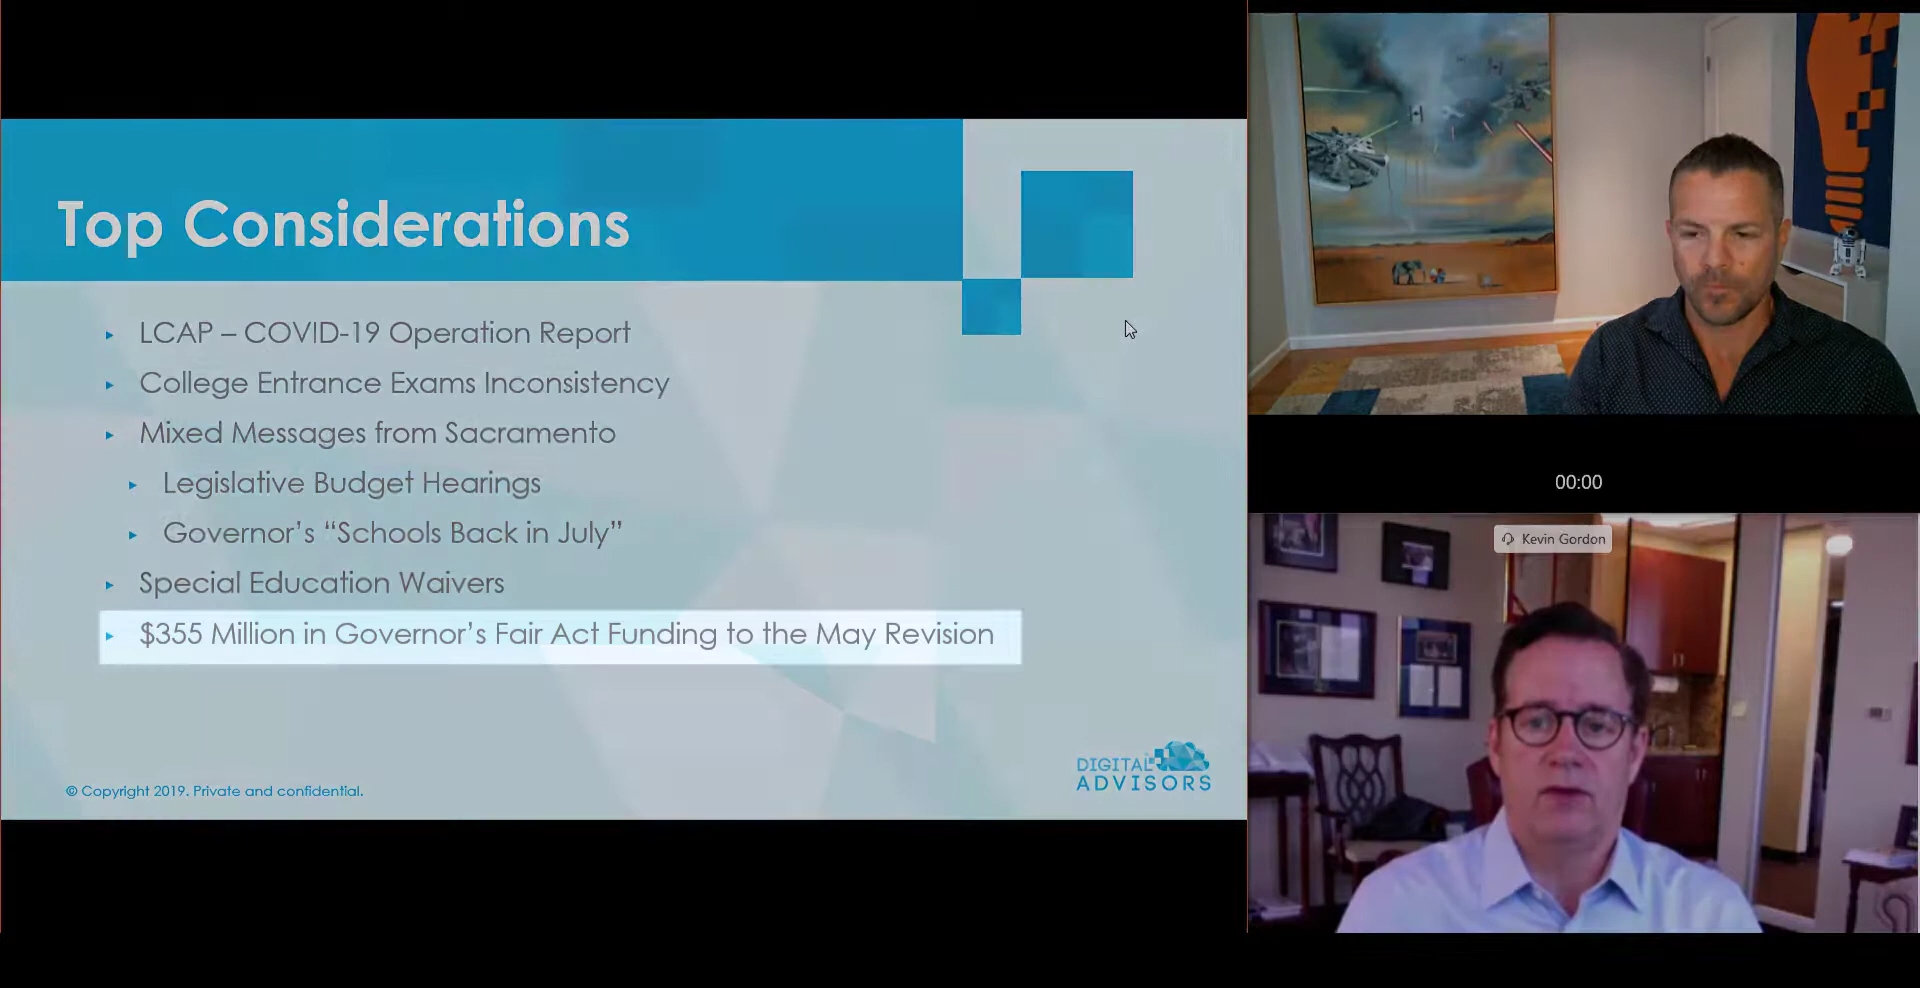 Top Considerations
LCAP – COVID-19 Operation Report
College Entrance Exams Inconsistency
Mixed Messages from Sacramento
Legislative Budget Hearings
Governor’s “Schools Back in July”
Special Education Waivers
$355 Million in Governor’s Fair Act Funding to the May Revision
© Copyright 2019. Private and confidential.
DIGITAL
ADVISORS
00:00
Kevin Gordon